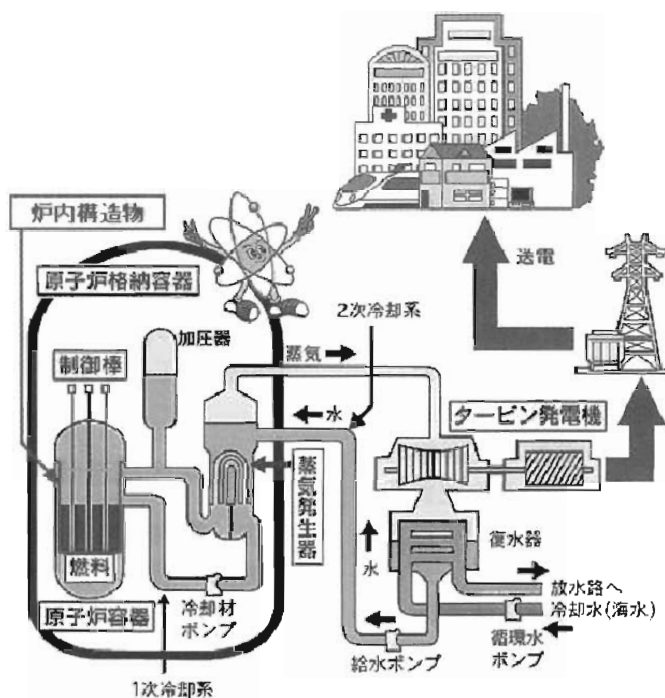 炉内構造物
原子炉格納容器
加圧器
制御棒
燃料
原子炉容器
1次冷却系
冷却材
ポンプ
蒸気発生器
2次冷却系
蒸気
水
送電
タービン発電機
復水器
水
放水路へ
冷却水(海水)
循環水
ポンプ
給水ポンプ